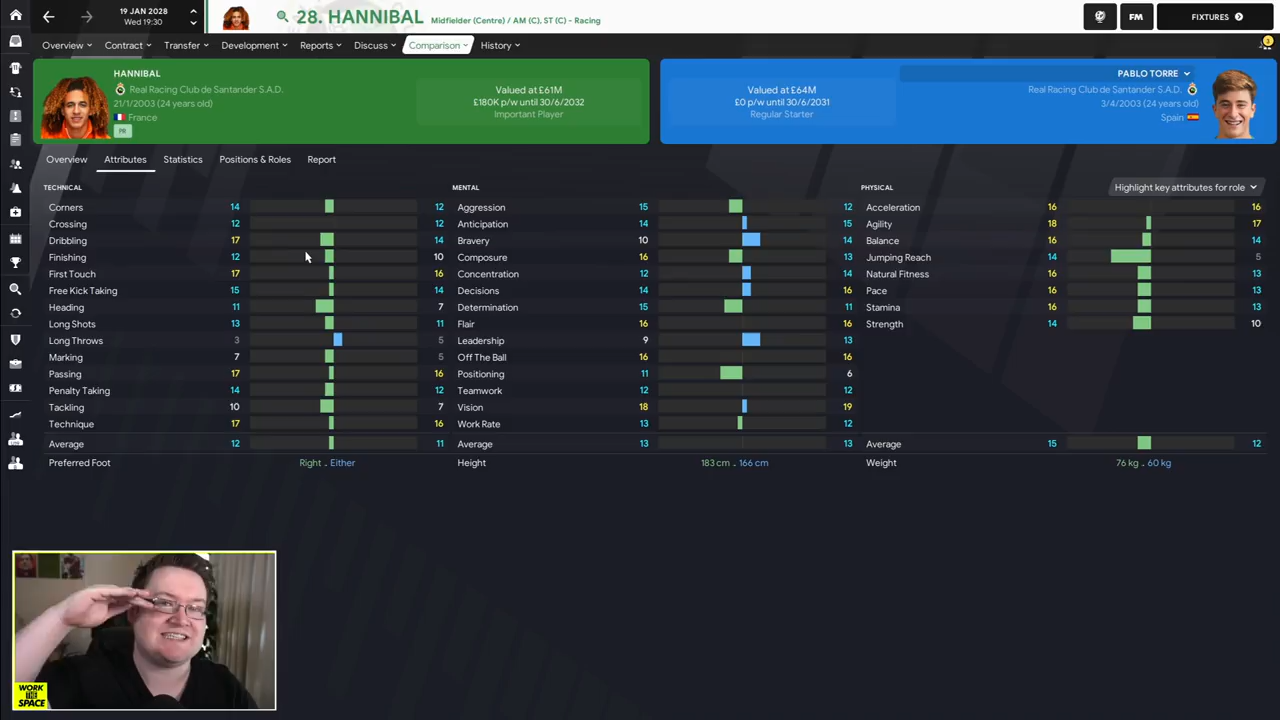 19 JAN 2028
Wed 19:30
28. HANNIBAL
Midfielder (Centre) / AM (C), ST (C) - Racing
FM
FIXTURES
Overview
Contract
Transfer
Development
Reports
Discuss
Comparison
History
HANNIBAL
Real Racing Club de Santander S.A.D.
21/1/2003 (24 years old)
France
PR
Valued at £61M
£180K p/w until 30/6/2032
Important Player
Valued at £64M
£0 p/w until 30/6/2031
Regular Starter
PABLO TORRE
Real Racing Club de Santander S.A.D.
3/4/2003 (24 years old)
Spain
Overview Attributes Statistics Positions & Roles Report
Highlight key attributes for role
TECHNICAL
Corners 14 12
Crossing 12 12
Dribbling 17 14
Finishing 12 10
First Touch 17 16
Free Kick Taking 15 14
Heading 11 7
Long Shots 13 11
Long Throws 3 5
Marking 7 5
Passing 17 16
Penalty Taking 14 12
Tackling 10 7
Technique 17 16
Average 12 11
Preferred Foot Right - Either
MENTAL
Aggression 15 12
Anticipation 14 15
Bravery 10 14
Composure 16 13
Concentration 12 14
Decisions 14 16
Determination 15 11
Flair 16 16
Leadership 9 13
Off The Ball 16 16
Positioning 11 6
Teamwork 12 12
Vision 18 19
Work Rate 13 12
Average 13 13
Height 183 cm - 166 cm
PHYSICAL
Acceleration 16 16
Agility 18 17
Balance 16 14
Jumping Reach 14 5
Natural Fitness 16 13
Pace 16 13
Stamina 16 13
Strength 14 10
Average 15 12
Weight 76 kg - 60 kg
WORK
THE
SPACE